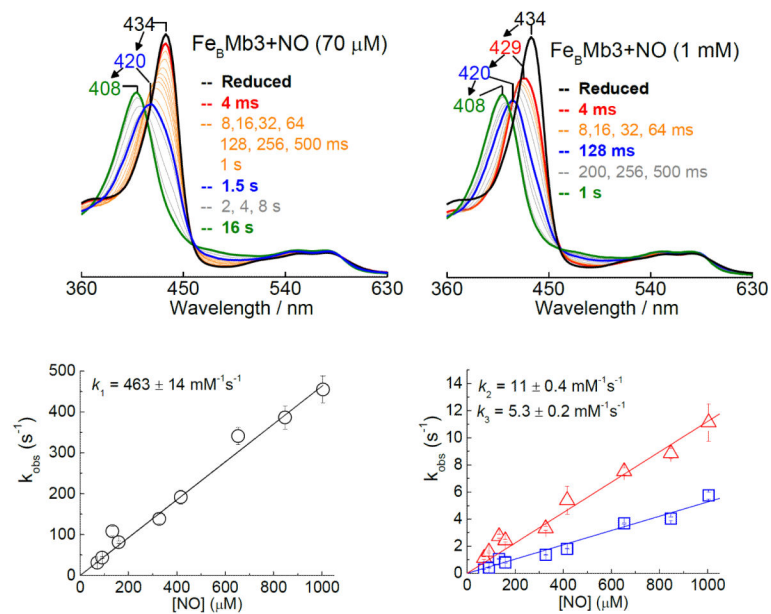 434
420
408
Fe_BMb3+NO (70 μM)
-- Reduced
-- 4 ms
-- 8,16,32, 64
128, 256, 500 ms
1 s
-- 1.5 s
-- 2, 4, 8 s
-- 16 s
360 450 540 630
Wavelength / nm
434
429
420
408
Fe_BMb3+NO (1 mM)
-- Reduced
-- 4 ms
-- 8,16, 32, 64 ms
-- 128 ms
-- 200, 256, 500 ms
-- 1 s
360 450 540 630
Wavelength / nm
k₁ = 463 ± 14 mM⁻¹s⁻¹
k_obs (s⁻¹)
500
400
300
200
100
0
0 200 400 600 800 1000
[NO] (μM)
k₂ = 11 ± 0.4 mM⁻¹s⁻¹
k₃ = 5.3 ± 0.2 mM⁻¹s⁻¹
k_obs (s⁻¹)
14
12
10
8
6
4
2
0
0 200 400 600 800 1000
[NO] (μM)